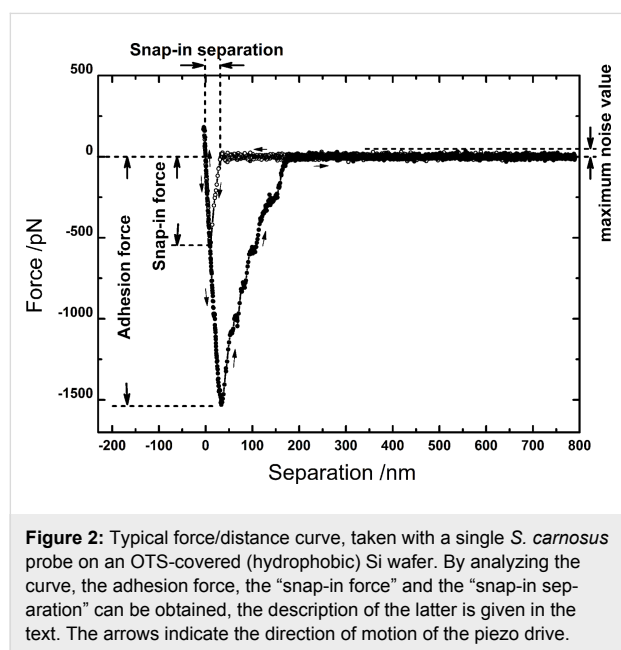 Snap-in separation
500
0
-500
-1000
-1500
Force /pN
Adhesion force
Snap-in force
maximum noise value
-200 -100 0 100 200 300 400 500 600 700 800
Separation /nm
Figure 2: Typical force/distance curve, taken with a single S. carnosus
probe on an OTS-covered (hydrophobic) Si wafer. By analyzing the
curve, the adhesion force, the “snap-in force” and the “snap-in sep-
aration” can be obtained, the description of the latter is given in the
text. The arrows indicate the direction of motion of the piezo drive.